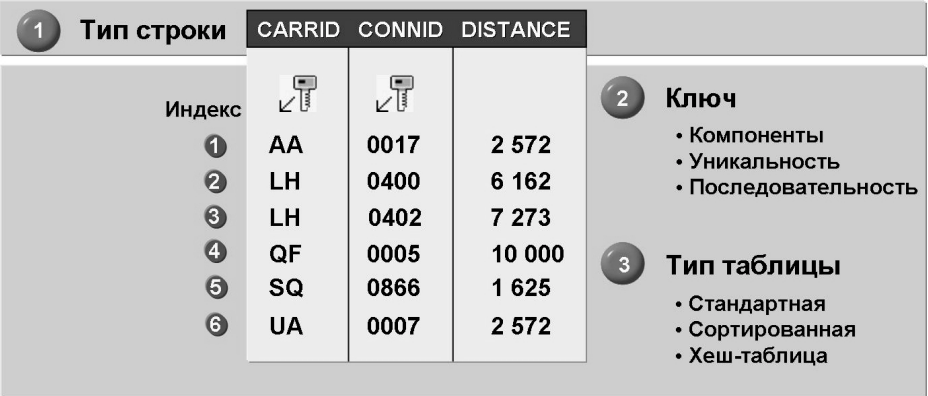 1 Тип строки CARRID CONNID DISTANCE
Индекс
1 AA 0017 2 572
2 LH 0400 6 162
3 LH 0402 7 273
4 QF 0005 10 000
5 SQ 0866 1 625
6 UA 0007 2 572
2 Ключ
• Компоненты
• Уникальность
• Последовательность
3 Тип таблицы
• Стандартная
• Сортированная
• Хеш-таблица